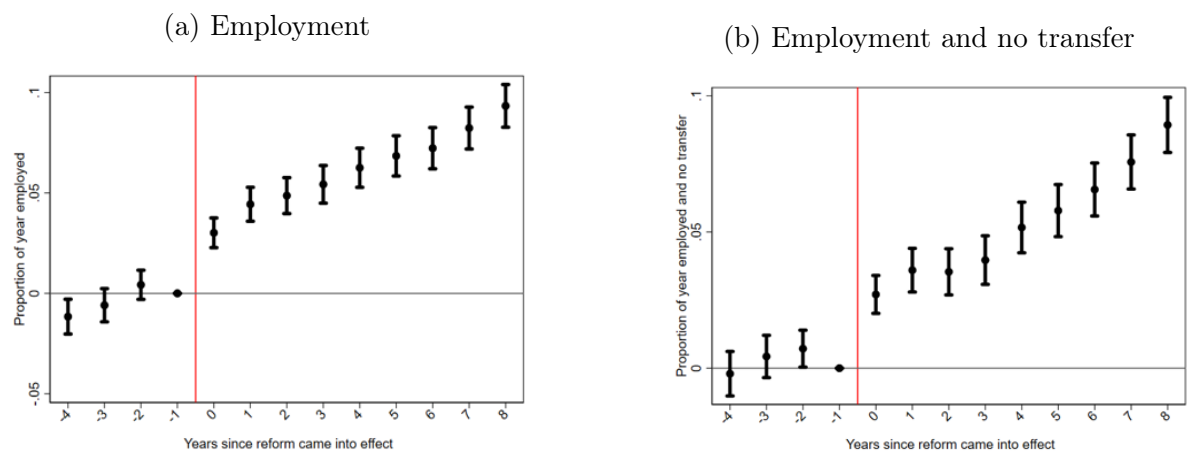 (a) Employment
(b) Employment and no transfer
Proportion of year employed
.1
.05
0
-.05
-4 -3 -2 -1 0 1 2 3 4 5 6 7 8
Years since reform came into effect
Proportion of year employed and no transfer
.1
.05
0
-4 -3 -2 -1 0 1 2 3 4 5 6 7 8
Years since reform came into effect